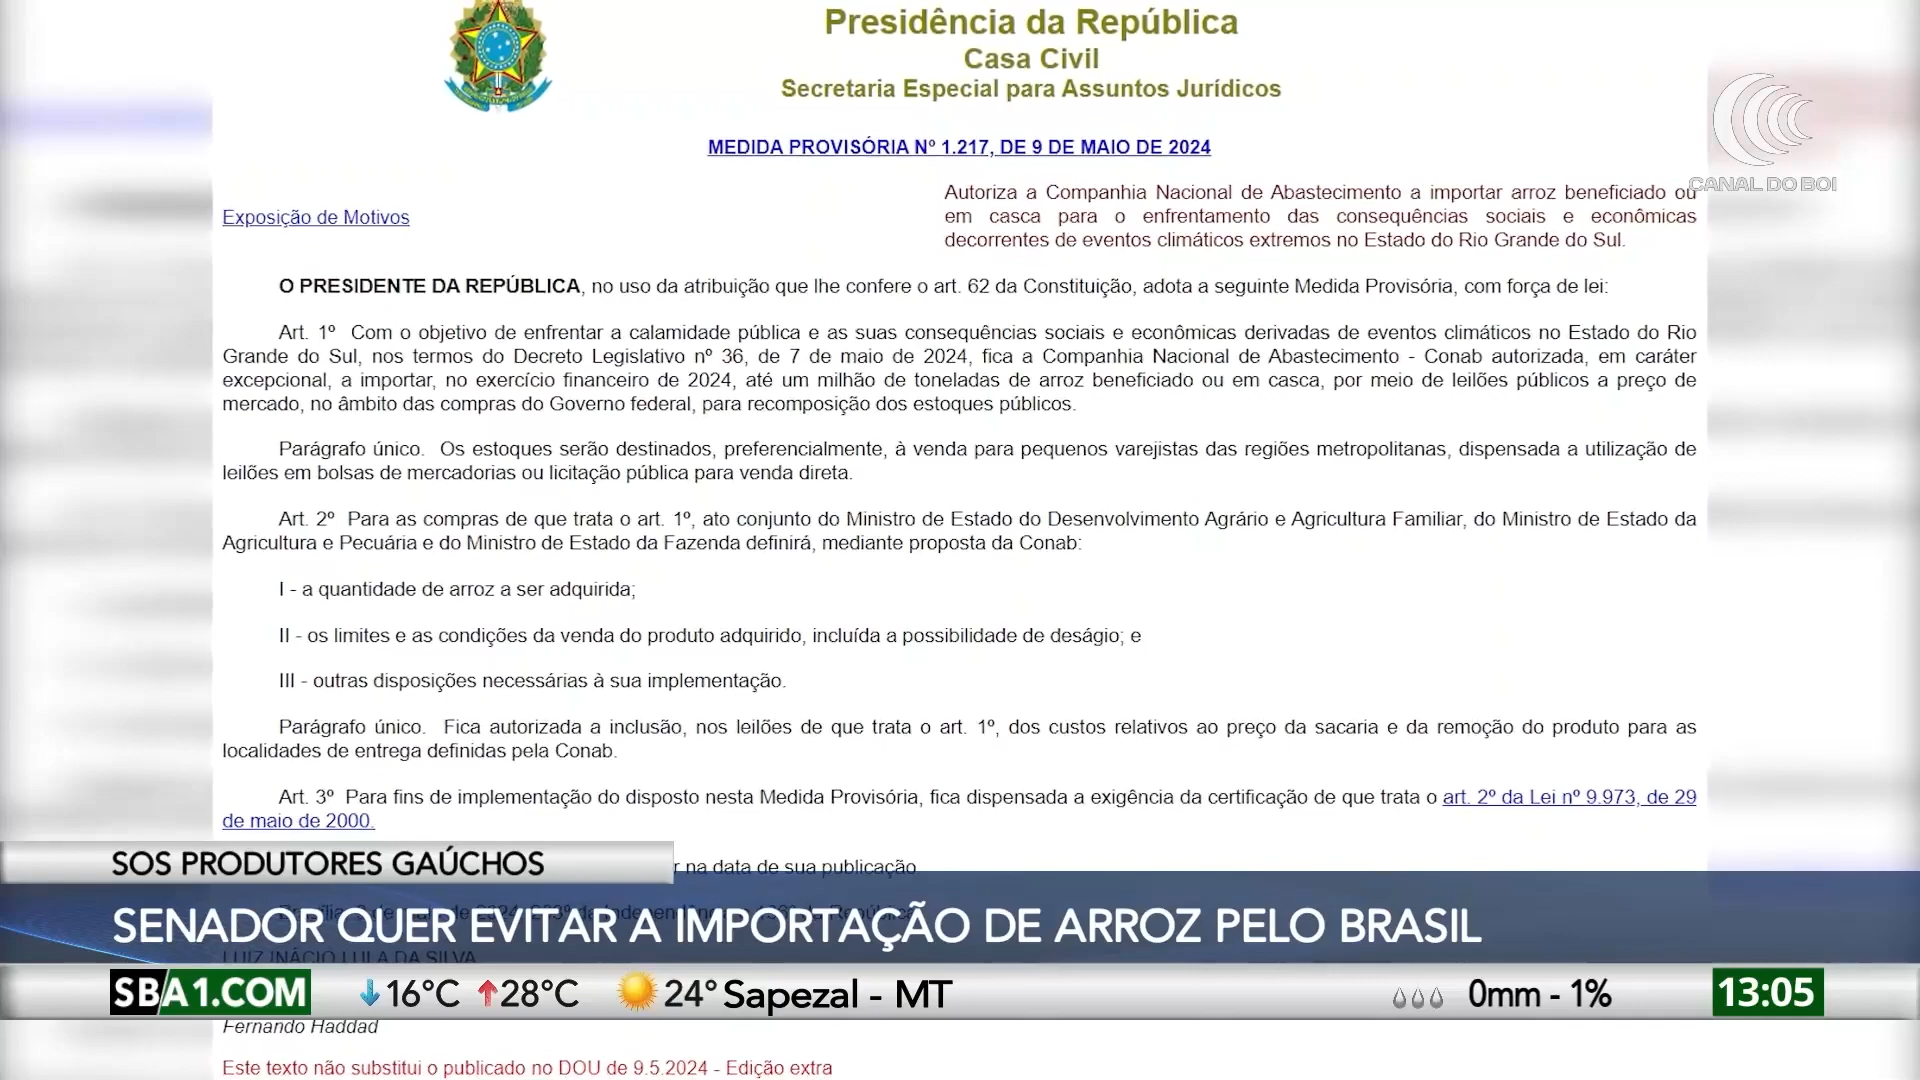 Presidência da República
Casa Civil
Secretaria Especial para Assuntos Jurídicos
CANAL DO BOI
MEDIDA PROVISÓRIA Nº 1.217, DE 9 DE MAIO DE 2024
Exposição de Motivos
Autoriza a Companhia Nacional de Abastecimento a importar arroz beneficiado ou
em casca para o enfrentamento das consequências sociais e econômicas
decorrentes de eventos climáticos extremos no Estado do Rio Grande do Sul.
O PRESIDENTE DA REPÚBLICA, no uso da atribuição que lhe confere o art. 62 da Constituição, adota a seguinte Medida Provisória, com força de lei:
Art. 1º Com o objetivo de enfrentar a calamidade pública e as suas consequências sociais e econômicas derivadas de eventos climáticos no Estado do Rio
Grande do Sul, nos termos do Decreto Legislativo nº 36, de 7 de maio de 2024, fica a Companhia Nacional de Abastecimento - Conab autorizada, em caráter
excepcional, a importar, no exercício financeiro de 2024, até um milhão de toneladas de arroz beneficiado ou em casca, por meio de leilões públicos a preço de
mercado, no âmbito das compras do Governo federal, para recomposição dos estoques públicos.
Parágrafo único. Os estoques serão destinados, preferencialmente, à venda para pequenos varejistas das regiões metropolitanas, dispensada a utilização de
leilões em bolsas de mercadorias ou licitação pública para venda direta.
Art. 2º Para as compras de que trata o art. 1º, ato conjunto do Ministro de Estado do Desenvolvimento Agrário e Agricultura Familiar, do Ministro de Estado da
Agricultura e Pecuária e do Ministro de Estado da Fazenda definirá, mediante proposta da Conab:
I - a quantidade de arroz a ser adquirida;
II - os limites e as condições da venda do produto adquirido, incluída a possibilidade de deságio; e
III - outras disposições necessárias à sua implementação.
Parágrafo único. Fica autorizada a inclusão, nos leilões de que trata o art. 1º, dos custos relativos ao preço da sacaria e da remoção do produto para as
localidades de entrega definidas pela Conab.
Art. 3º Para fins de implementação do disposto nesta Medida Provisória, fica dispensada a exigência da certificação de que trata o art. 2º da Lei nº 9.973, de 29
de maio de 2000.
SOS PRODUTORES GAÚCHOS
r na data de sua publicação
SENADOR QUER EVITAR A IMPORTAÇÃO DE ARROZ PELO BRASIL
LUIZ INÁCIO LULA DA SILVA
SBA1.COM 16°C 28°C 24° Sapezal - MT 0mm - 1% 13:05
Fernando Haddad
Este texto não substitui o publicado no DOU de 9.5.2024 - Edição extra